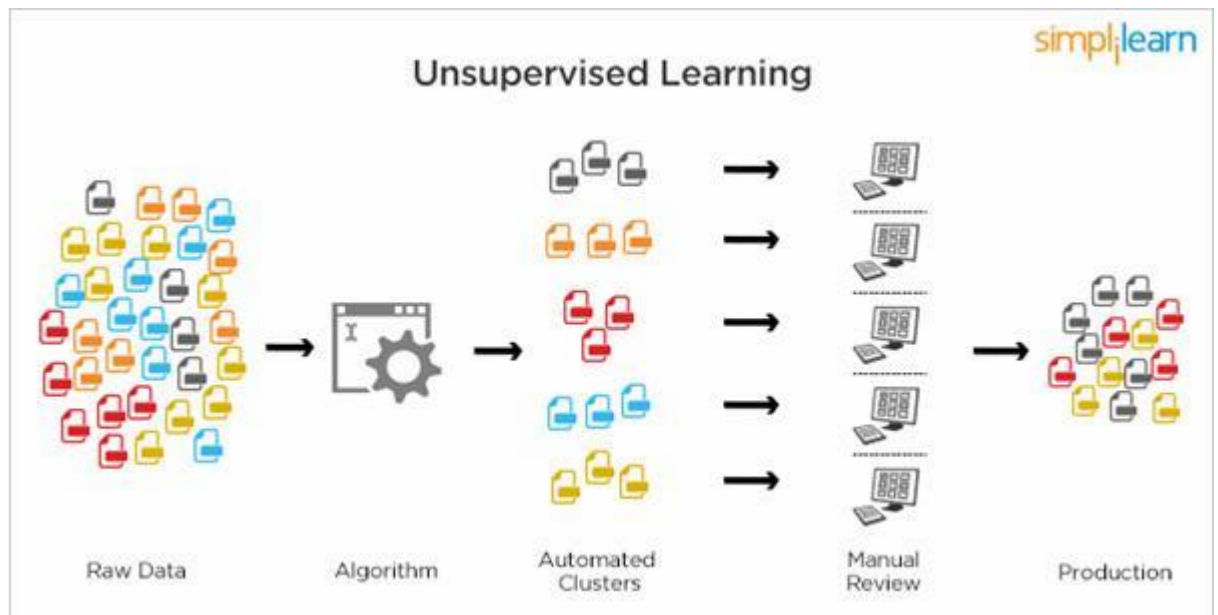 simplilearn
Unsupervised Learning
Raw Data
Algorithm
Automated
Clusters
Manual
Review
Production